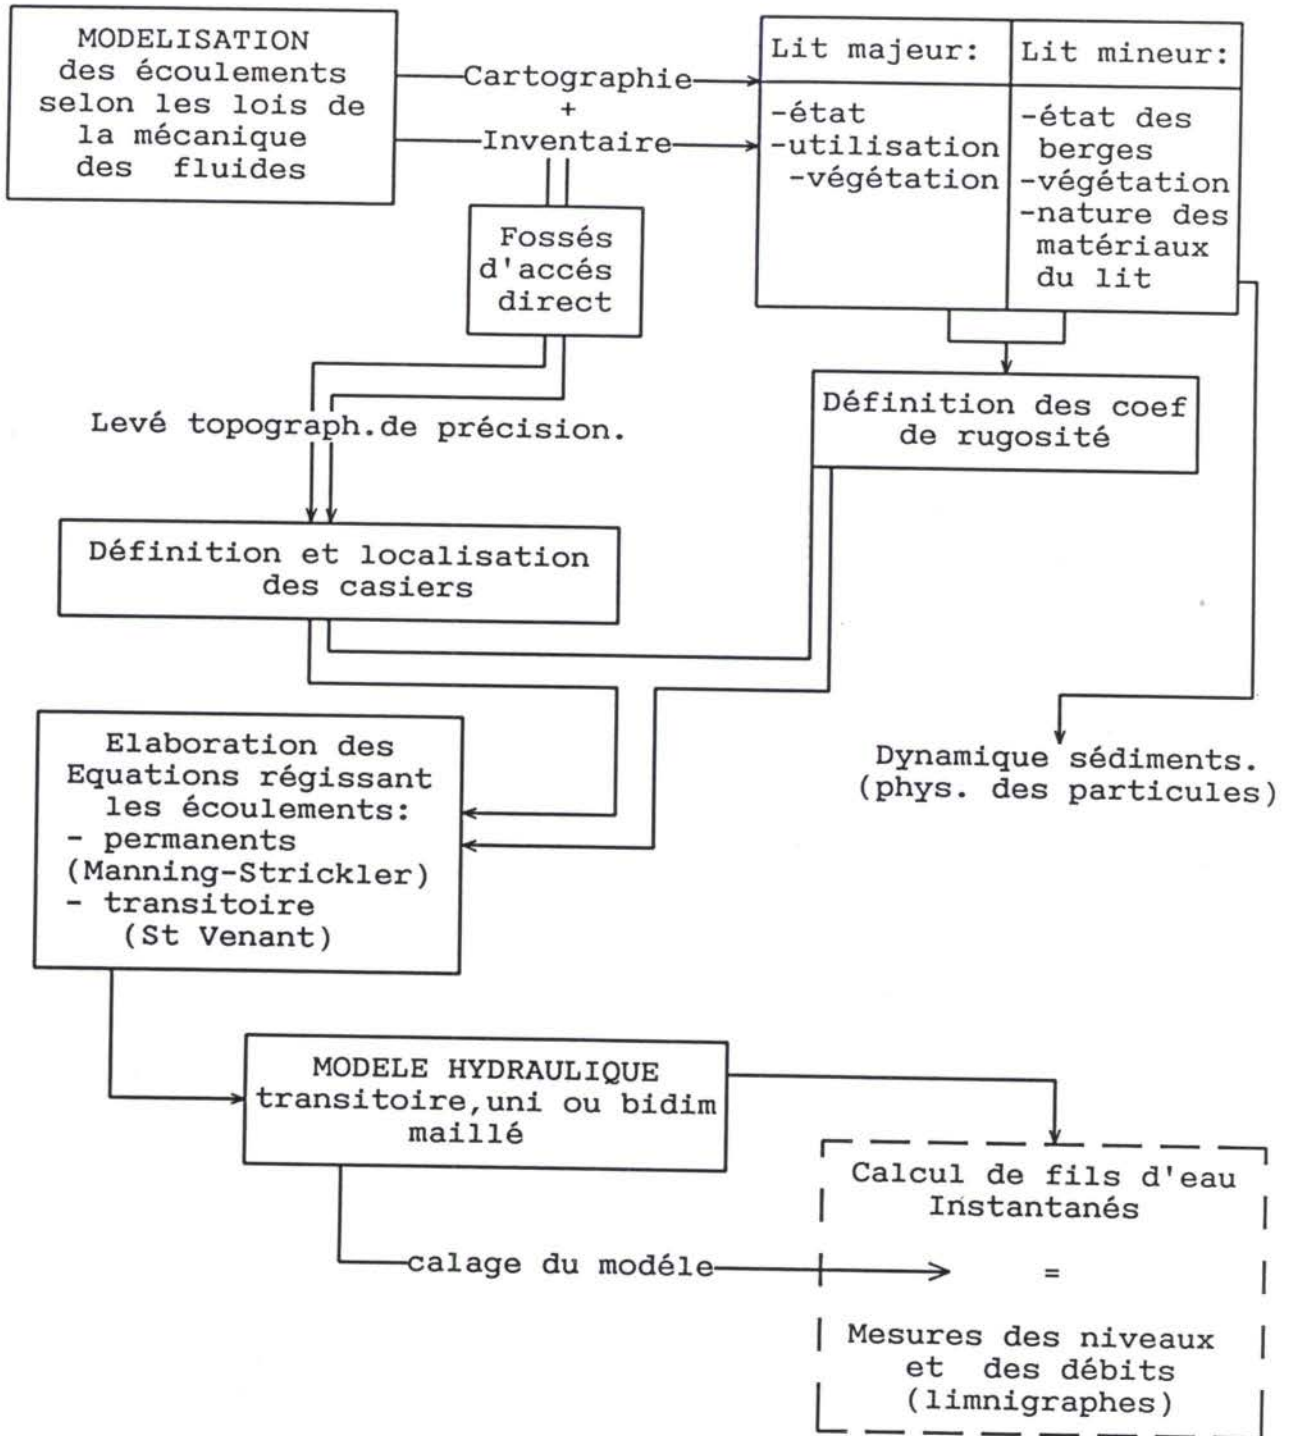 MODELISATION
des écoulements
selon les lois de
la mécanique
des fluides
Cartographie
+
Inventaire
Lit majeur:
-état
-utilisation
-végétation
Lit mineur:
-état des
berges
-végétation
-nature des
matériaux
du lit
Fossés
d'accés
direct
Levé topograph.de précision.
Définition des coef
de rugosité
Définition et localisation
des casiers
Dynamique sédiments.
(phys. des particules)
Elaboration des
Equations régissant
les écoulements:
- permanents
(Manning-Strickler)
- transitoire
(St Venant)
MODELE HYDRAULIQUE
transitoire,uni ou bidim
maillé
calage du modéle
Calcul de fils d'eau
Instantanés
=
Mesures des niveaux
et des débits
(limnigraphes)